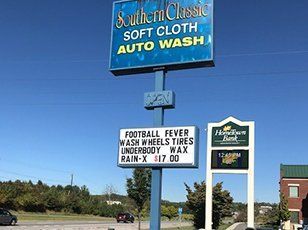 Southern Classic
SOFT CLOTH
AUTO WASH
OPEN
FOOTBALL FEVER
WASH WHEELS TIRES
UNDERBODY WAX
RAIN-X $17.00
HomeTown
Bank